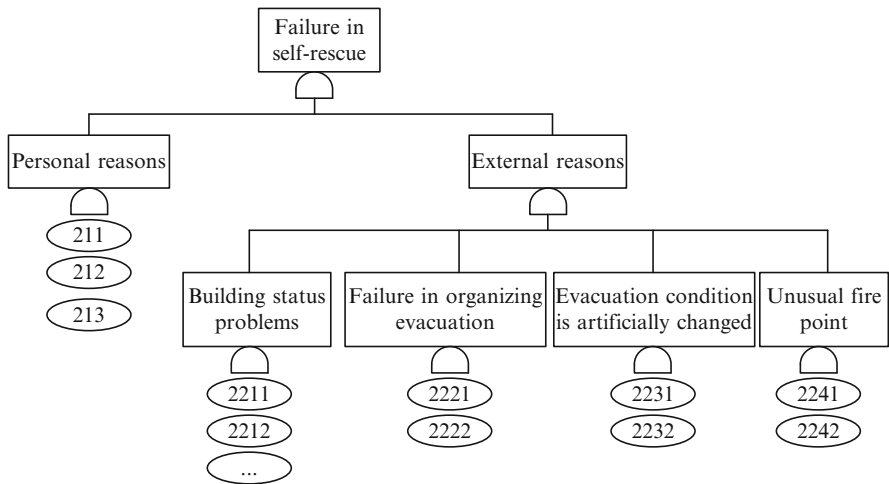 Failure in
self-rescue
Personal reasons
External reasons
211
212
213
Building status
problems
Failure in organizing
evacuation
Evacuation condition
is artificially changed
Unusual fire
point
2211
2212
...
2221
2222
2231
2232
2241
2242